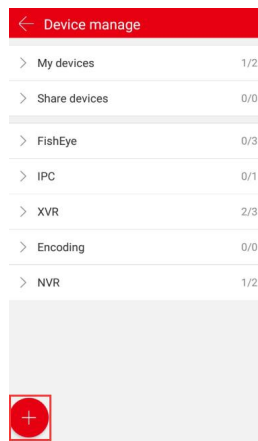 Device manage
My devices 1/2
Share devices 0/0
FishEye 0/3
IPC 0/1
XVR 2/3
Encoding 0/0
NVR 1/2